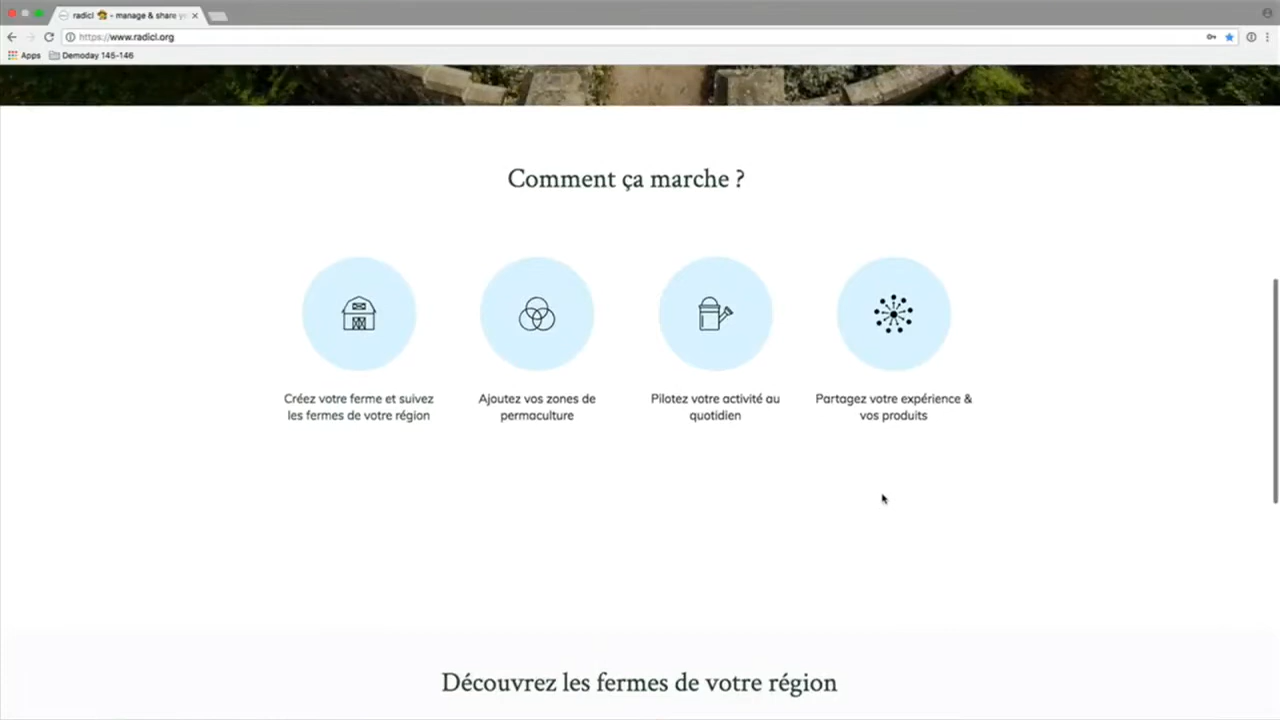 radici - manage & share y
https://www.radici.org
Apps Demoday 145-146
Comment ça marche ?
Créez votre ferme et suivez
les fermes de votre région
Ajoutez vos zones de
permaculture
Pilotez votre activité au
quotidien
Partagez votre expérience &
vos produits
Découvrez les fermes de votre région